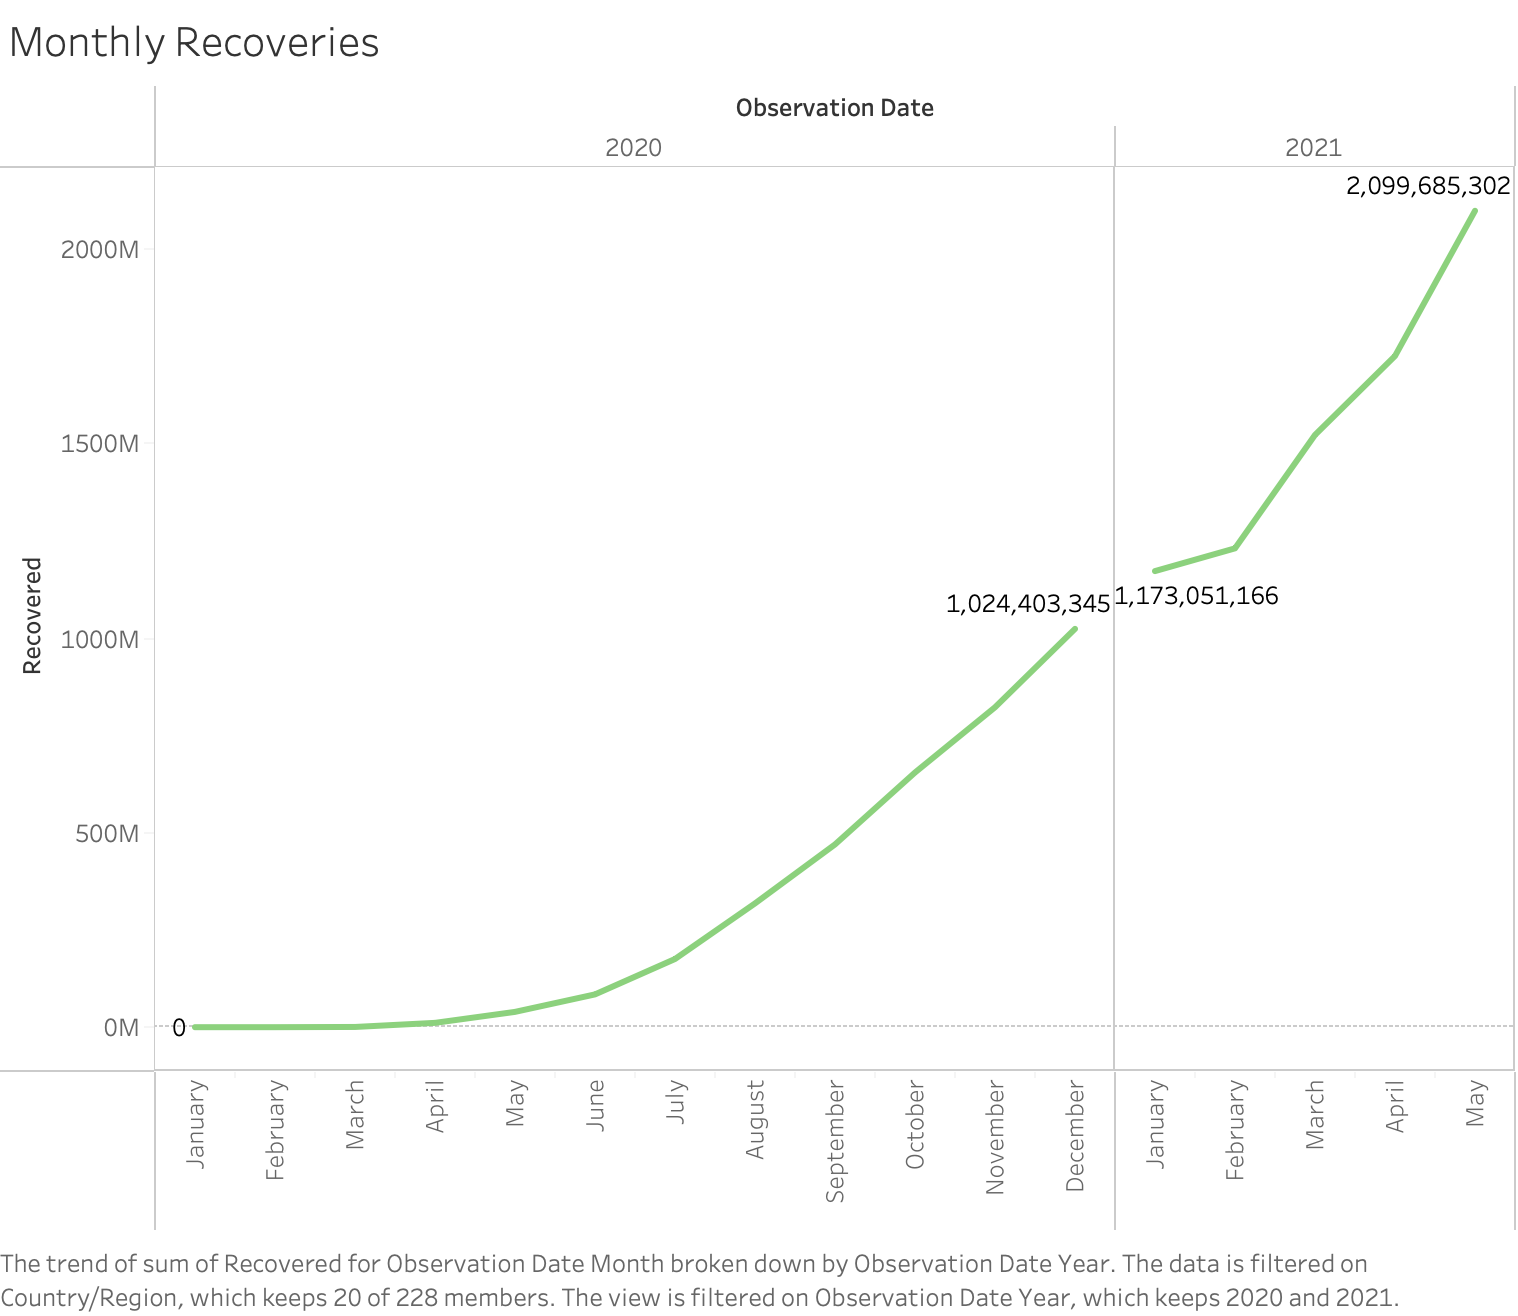 Monthly Recoveries
Observation Date
2020
2021
2,099,685,302
2000M
1500M
Recovered
1,024,403,345
1,173,051,166
1000M
500M
0M
0
January
February
March
April
May
June
July
August
September
October
November
December
January
February
March
April
May
The trend of sum of Recovered for Observation Date Month broken down by Observation Date Year. The data is filtered on
Country/Region, which keeps 20 of 228 members. The view is filtered on Observation Date Year, which keeps 2020 and 2021.